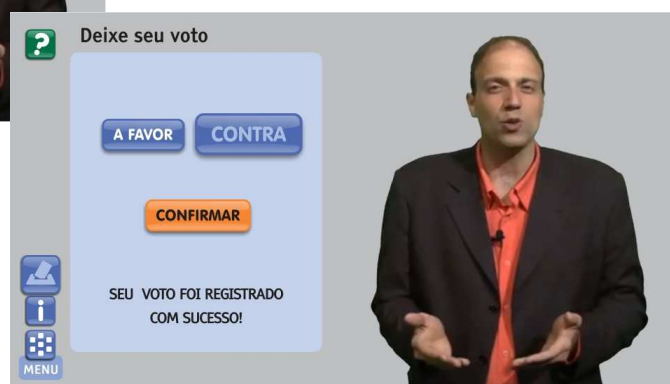 ?
Deixe seu voto
A FAVOR
CONTRA
CONFIRMAR
SEU VOTO FOI REGISTRADO
COM SUCESSO!
i
MENU